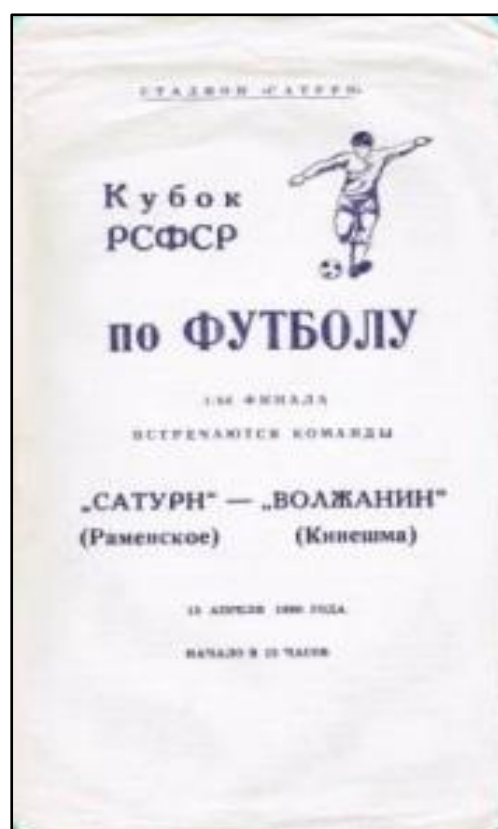 СТАДИОН «САТУРН»
Кубок
РСФСР
по ФУТБОЛУ
ФИНАЛА
ВСТРЕЧАЮТСЯ КОМАНДЫ
„САТУРН“ — „ВОЛЖАНИН“
(Раменское) (Кинешма)
АПРЕЛЯ ГОДА
НАЧАЛО В ЧАСОВ